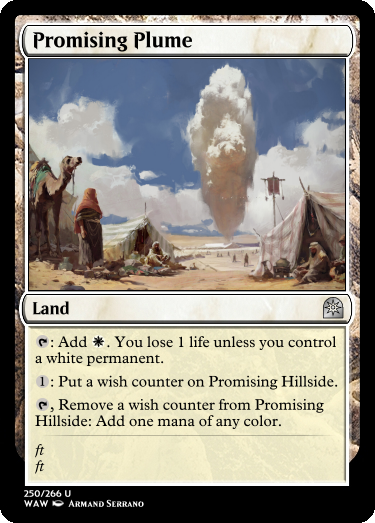 Promising Plume
Land
: Add . You lose 1 life unless you control
a white permanent.
1: Put a wish counter on Promising Hillside.
, Remove a wish counter from Promising
Hillside: Add one mana of any color.
ft
ft
250/266 U
WAW Armand Serrano